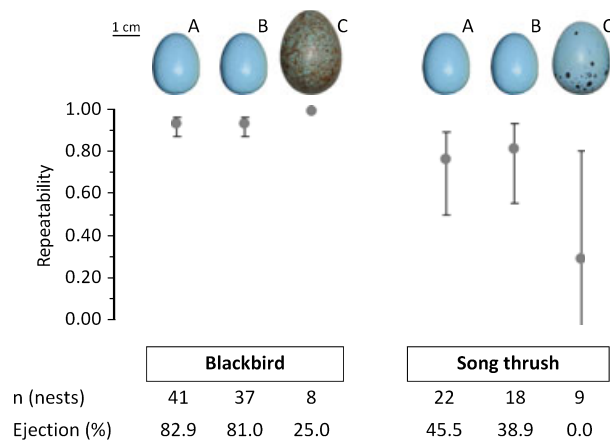 1 cm A B C A B C
1.00
0.80
0.60
0.40
0.20
0.00
Repeatability
Blackbird Song thrush
n (nests) 41 37 8 22 18 9
Ejection (%) 82.9 81.0 25.0 45.5 38.9 0.0